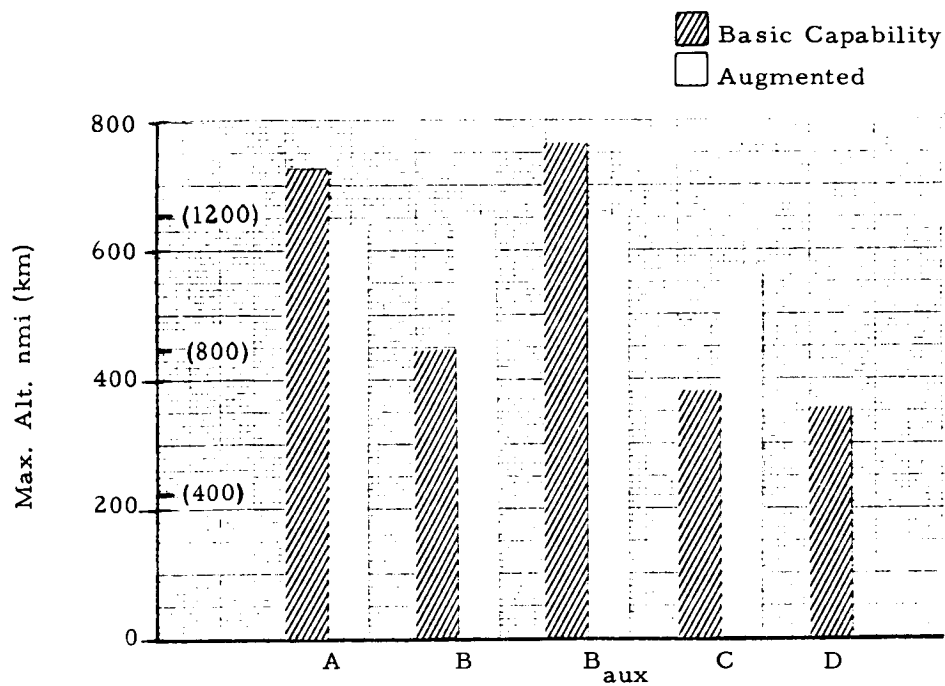 Basic Capability
Augmented
Max. Alt. nmi (km)
800
(1200)
600
(800)
400
(400)
200
0
A B B aux C D